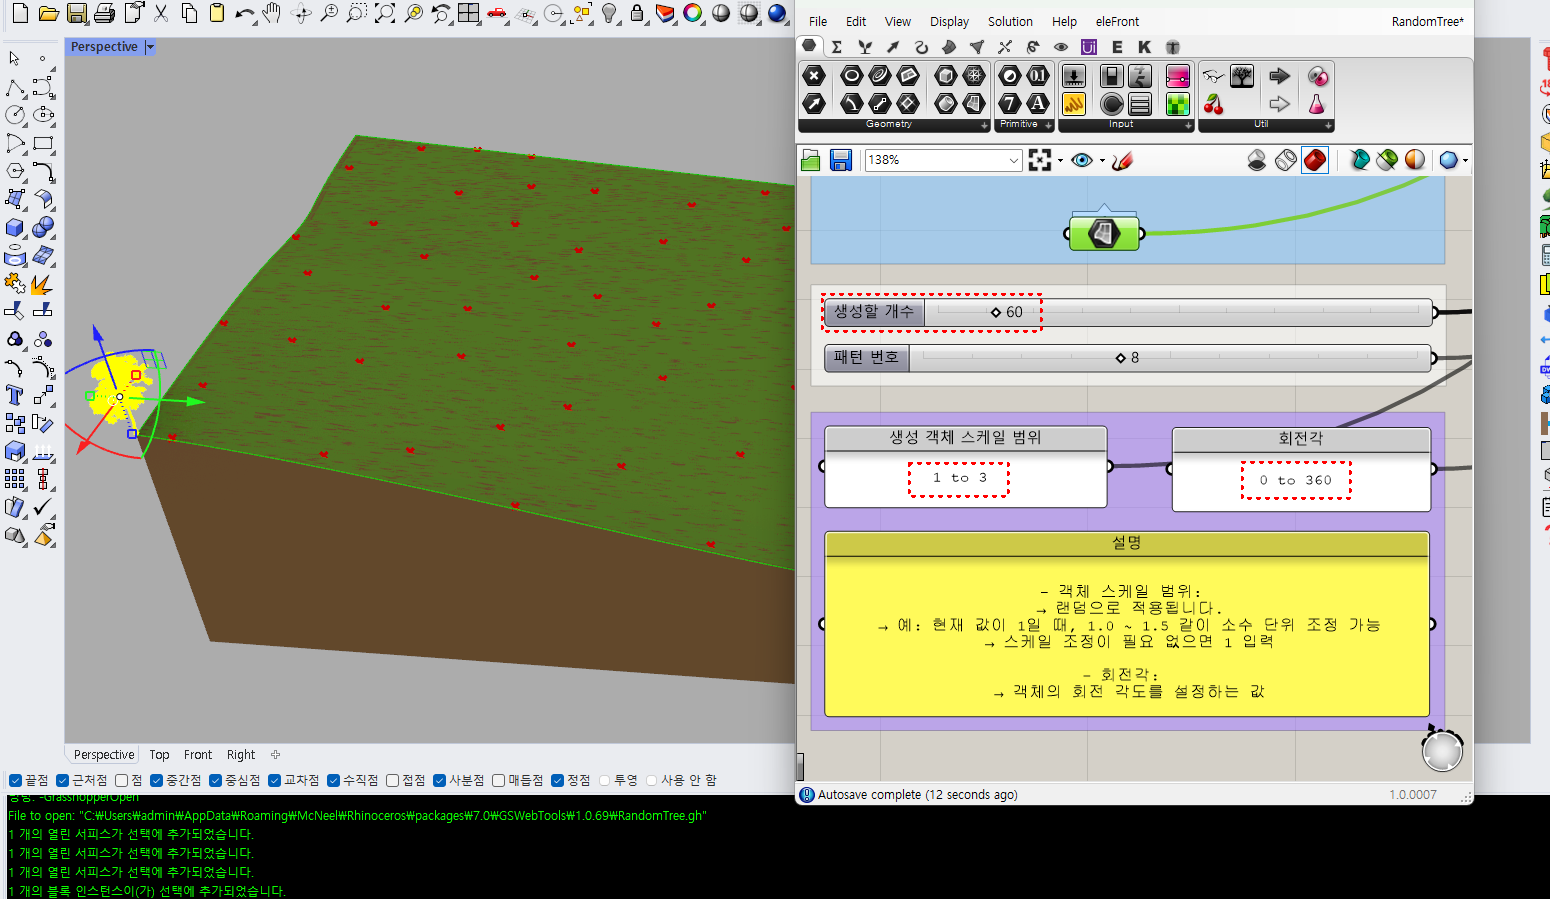 Perspective
File Edit View Display Solution Help eleFront RandomTree*
Geometry Primitive Input Util
138%
생성할 개수 60
패턴 번호 8
생성 객체 스케일 범위
1 to 3
회전각
0 to 360
설명
- 객체 스케일 범위:
→ 랜덤으로 적용됩니다.
→ 예: 현재 값이 1일 때, 1.0 ~ 1.5 같이 소수 단위 조정 가능
→ 스케일 조정이 필요 없으면 1 입력
- 회전각:
→ 객체의 회전 각도를 설정하는 값
Perspective Top Front Right
끝점 근처점 점 중간점 중심점 교차점 수직점 접점 사분점 매듭점 정점 투영 사용 안 함
Autosave complete (12 seconds ago) 1.0.0007
명령: -GrasshopperOpen
File to open: "C:₩Users₩admin₩AppData₩Roaming₩McNeel₩Rhinoceros₩packages₩7.0₩GSWebTools₩1.0.69₩RandomTree.gh"
1 개의 열린 서피스가 선택에 추가되었습니다.
1 개의 열린 서피스가 선택에 추가되었습니다.
1 개의 열린 서피스가 선택에 추가되었습니다.
1 개의 블록 인스턴스이(가) 선택에 추가되었습니다.